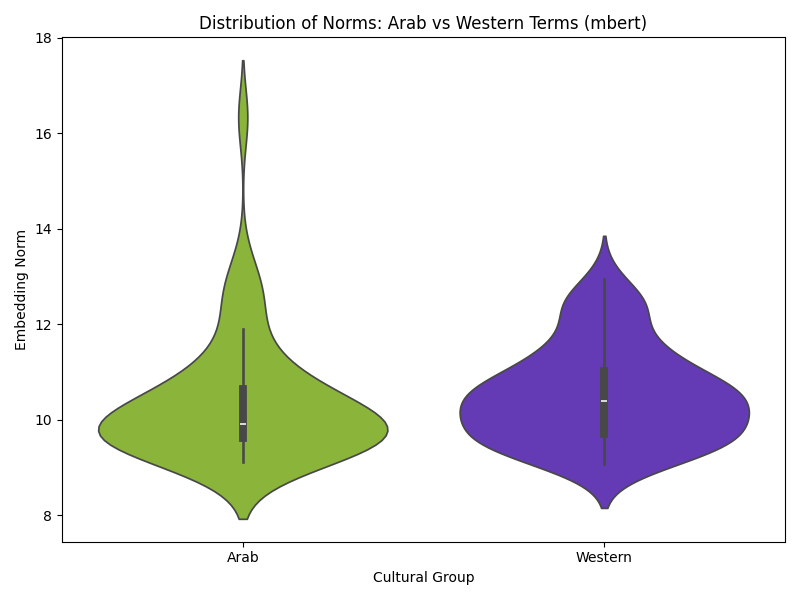 Distribution of Norms: Arab vs Western Terms (mbert)
18
16
14
12
10
8
Embedding Norm
Arab
Western
Cultural Group